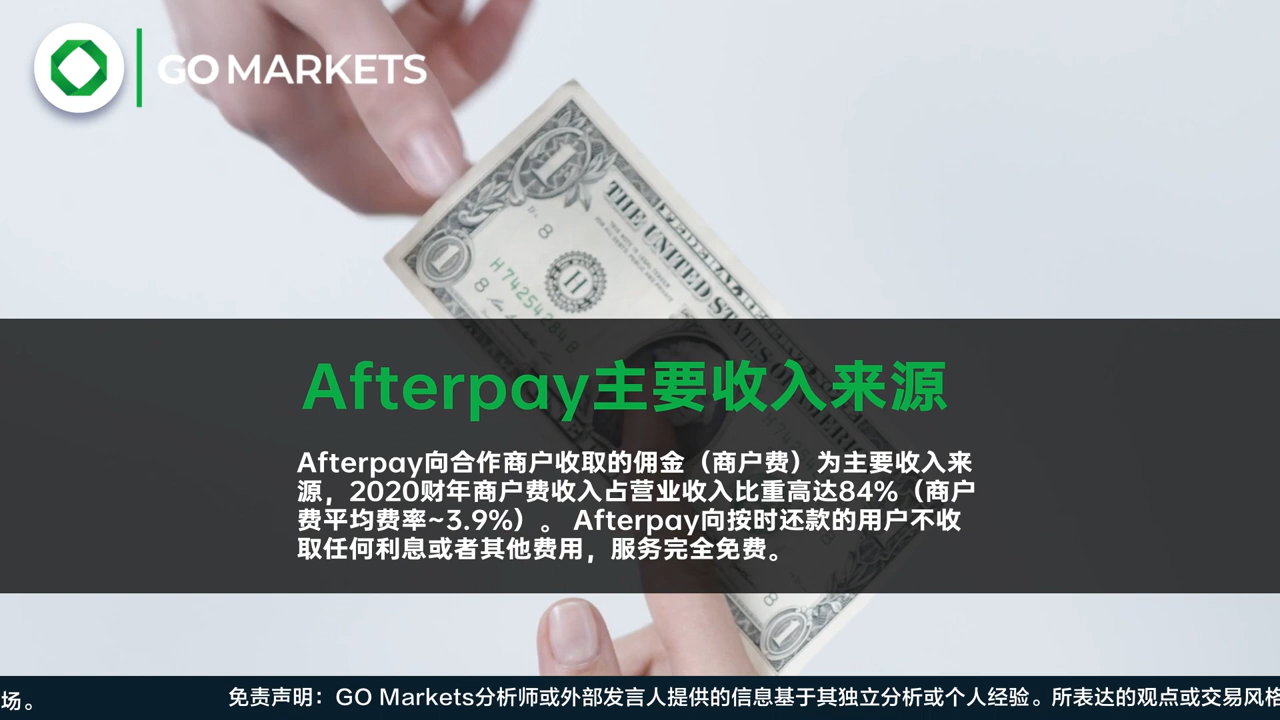 GO MARKETS
THE UNITED STATES
8
H
8
Afterpay主要收入来源
Afterpay向合作商户收取的佣金（商户费）为主要收入来
源，2020财年商户费收入占营业收入比重高达84%（商户
费平均费率~3.9%）。 Afterpay向按时还款的用户不收
取任何利息或者其他费用，服务完全免费。
8
场。 免责声明：GO Markets分析师或外部发言人提供的信息基于其独立分析或个人经验。所表达的观点或交易风格